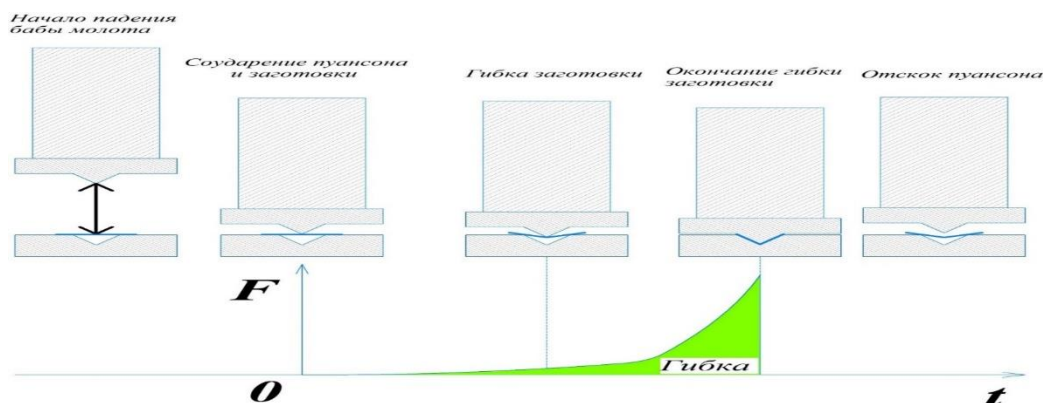 Начало падения
бабы молота
Соударение пуансона
и заготовки
Гибка заготовки
Окончание гибки
заготовки
Отскок пуансона
F
Гибка
0
t